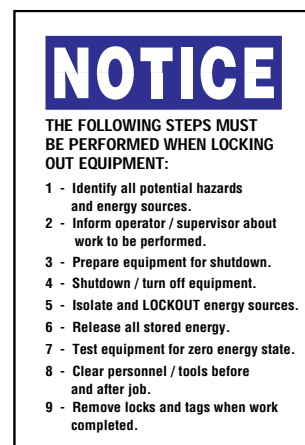 NOTICE
THE FOLLOWING STEPS MUST
BE PERFORMED WHEN LOCKING
OUT EQUIPMENT:
1 - Identify all potential hazards
and energy sources.
2 - Inform operator / supervisor about
work to be performed.
3 - Prepare equipment for shutdown.
4 - Shutdown / turn off equipment.
5 - Isolate and LOCKOUT energy sources.
6 - Release all stored energy.
7 - Test equipment for zero energy state.
8 - Clear personnel / tools before
and after job.
9 - Remove locks and tags when work
completed.